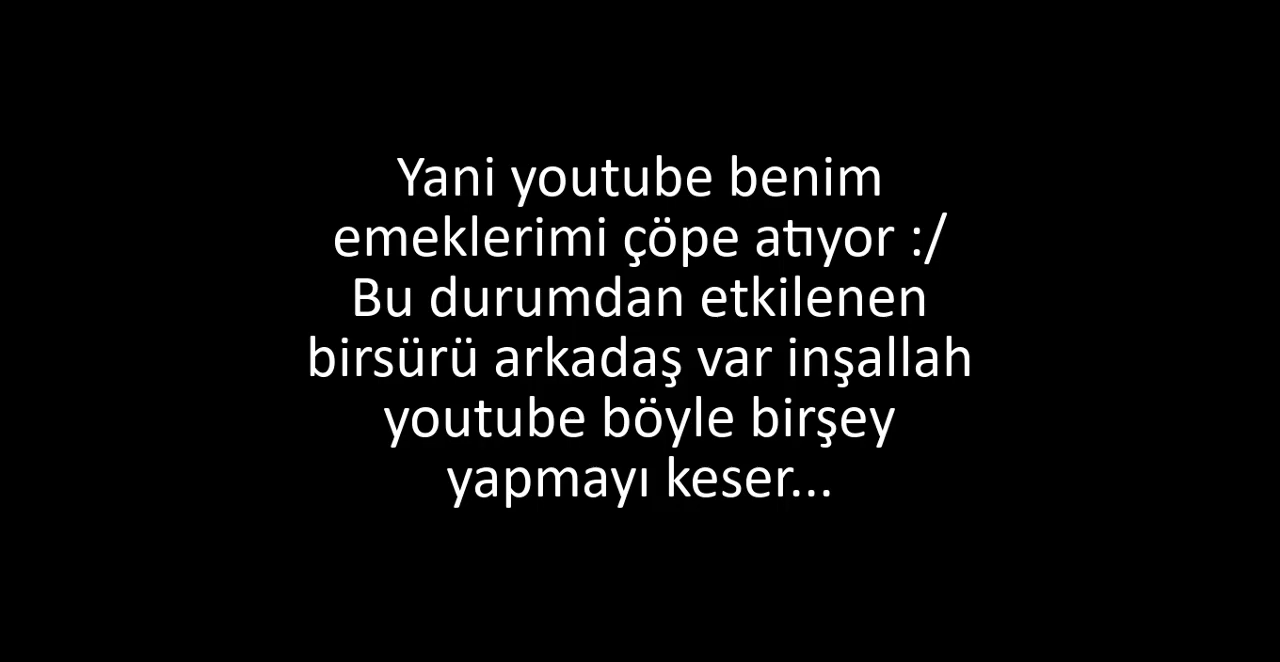 Yani youtube benim
emeklerimi çöpe atıyor :/
Bu durumdan etkilenen
birsürü arkadaş var inşallah
youtube böyle birşey
yapmayı keser...